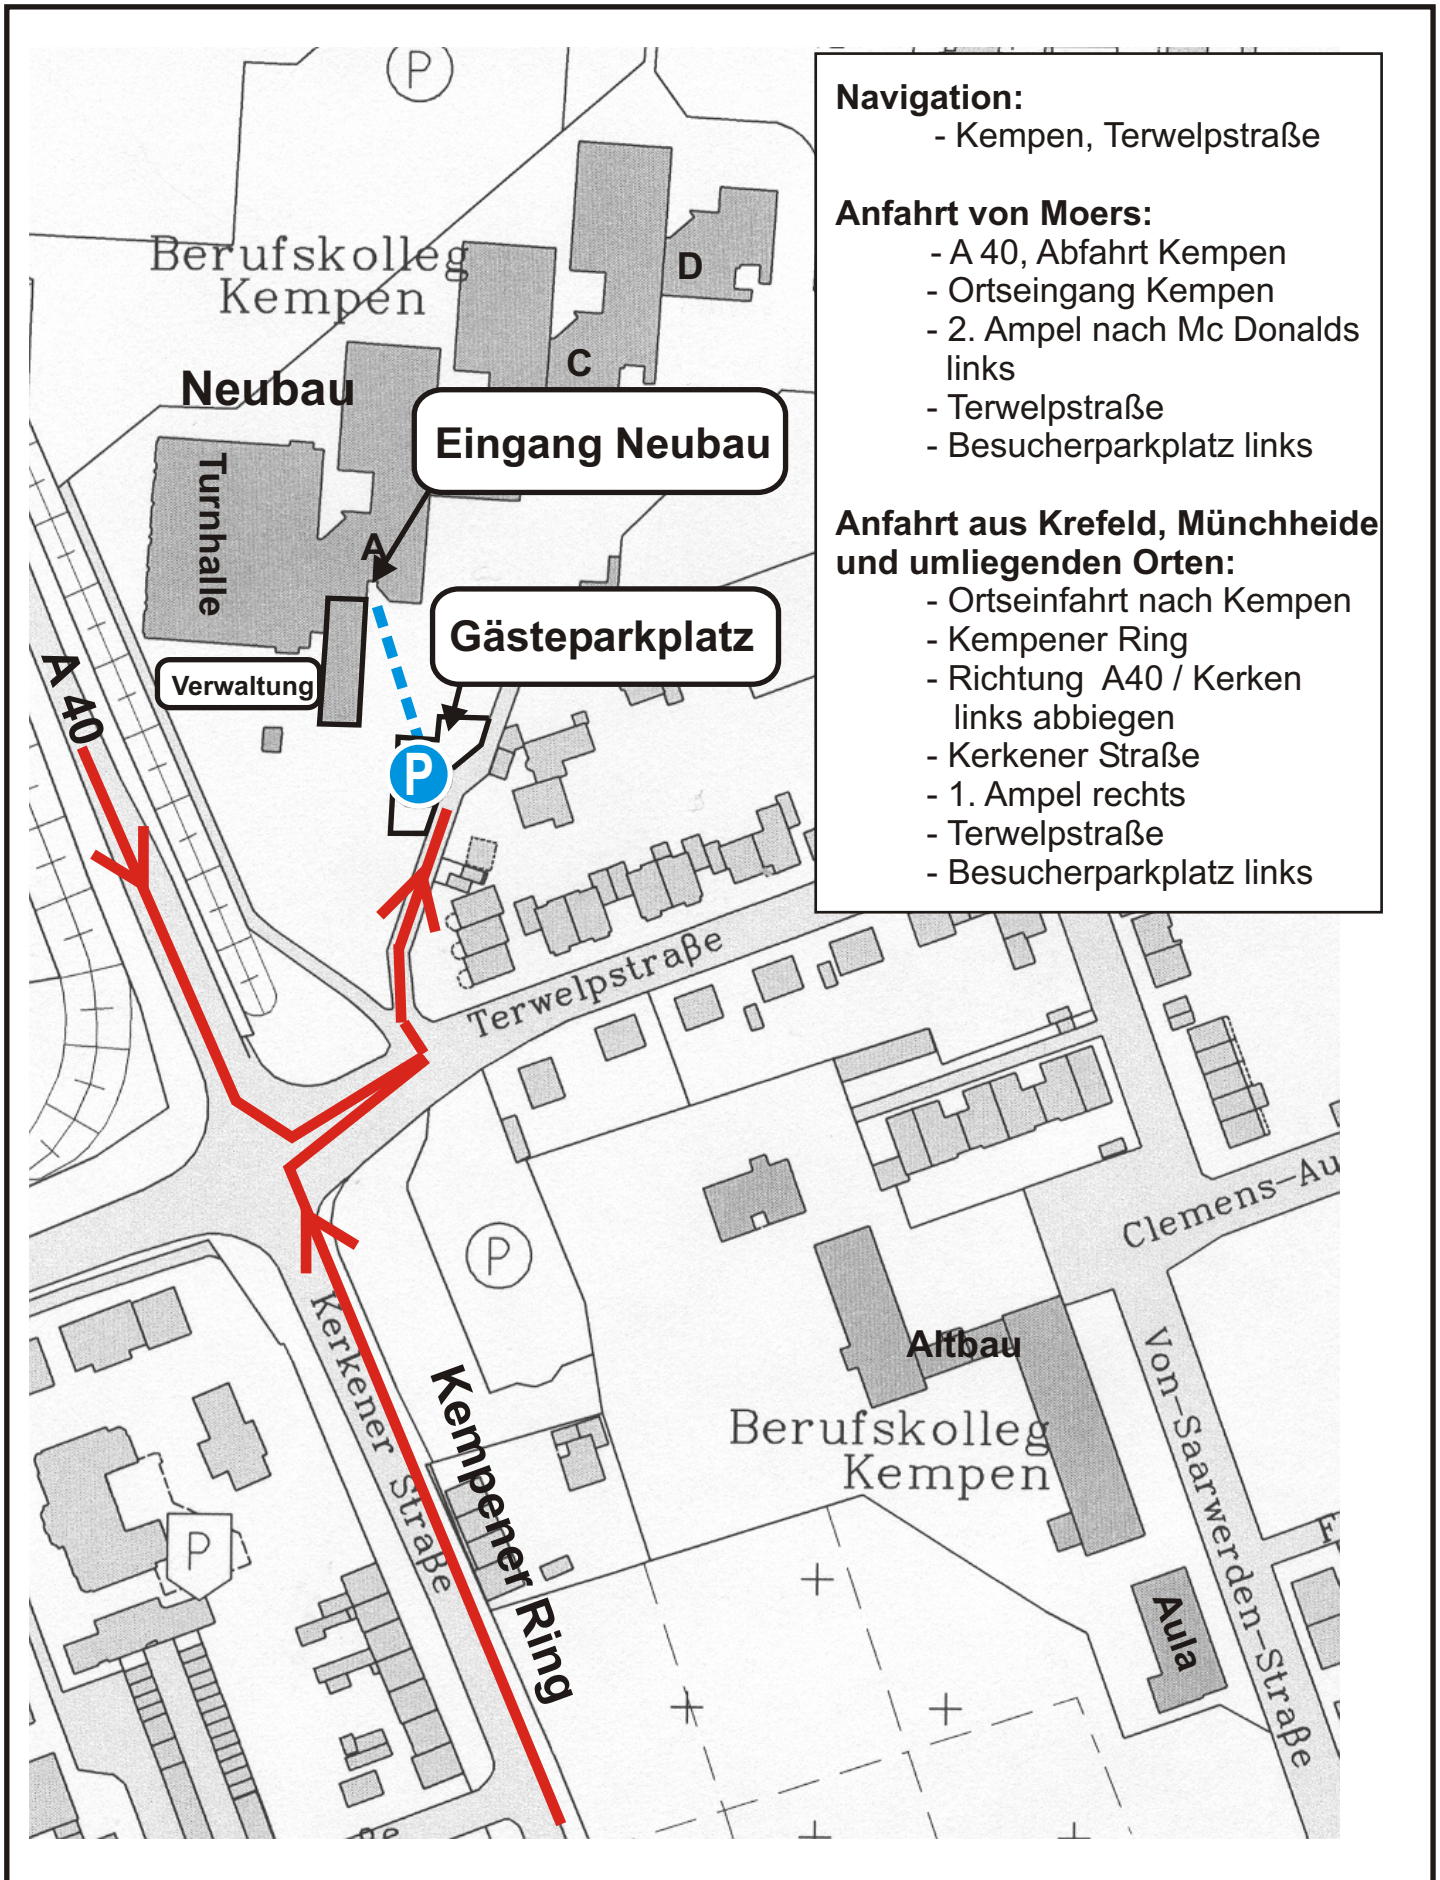 P
Navigation:
- Kempen, Terwelpstraße
Anfahrt von Moers:
- A 40, Abfahrt Kempen
- Ortseingang Kempen
- 2. Ampel nach Mc Donalds
links
- Terwelpstraße
- Besucherparkplatz links
Anfahrt aus Krefeld, Münchheide
und umliegenden Orten:
- Ortseinfahrt nach Kempen
- Kempener Ring
- Richtung A40 / Kerken
links abbiegen
- Kerkener Straße
- 1. Ampel rechts
- Terwelpstraße
- Besucherparkplatz links
Berufskolleg
Kempen
D
C
Neubau
Eingang Neubau
Turnhalle
A
Gästeparkplatz
Verwaltung
A 40
P
Terwelpstraße
Clemens-Au
P
Kerkener Straße
Kempener Ring
Altbau
Berufskolleg
Kempen
Von-Saarwerden-Straße
P
Aula